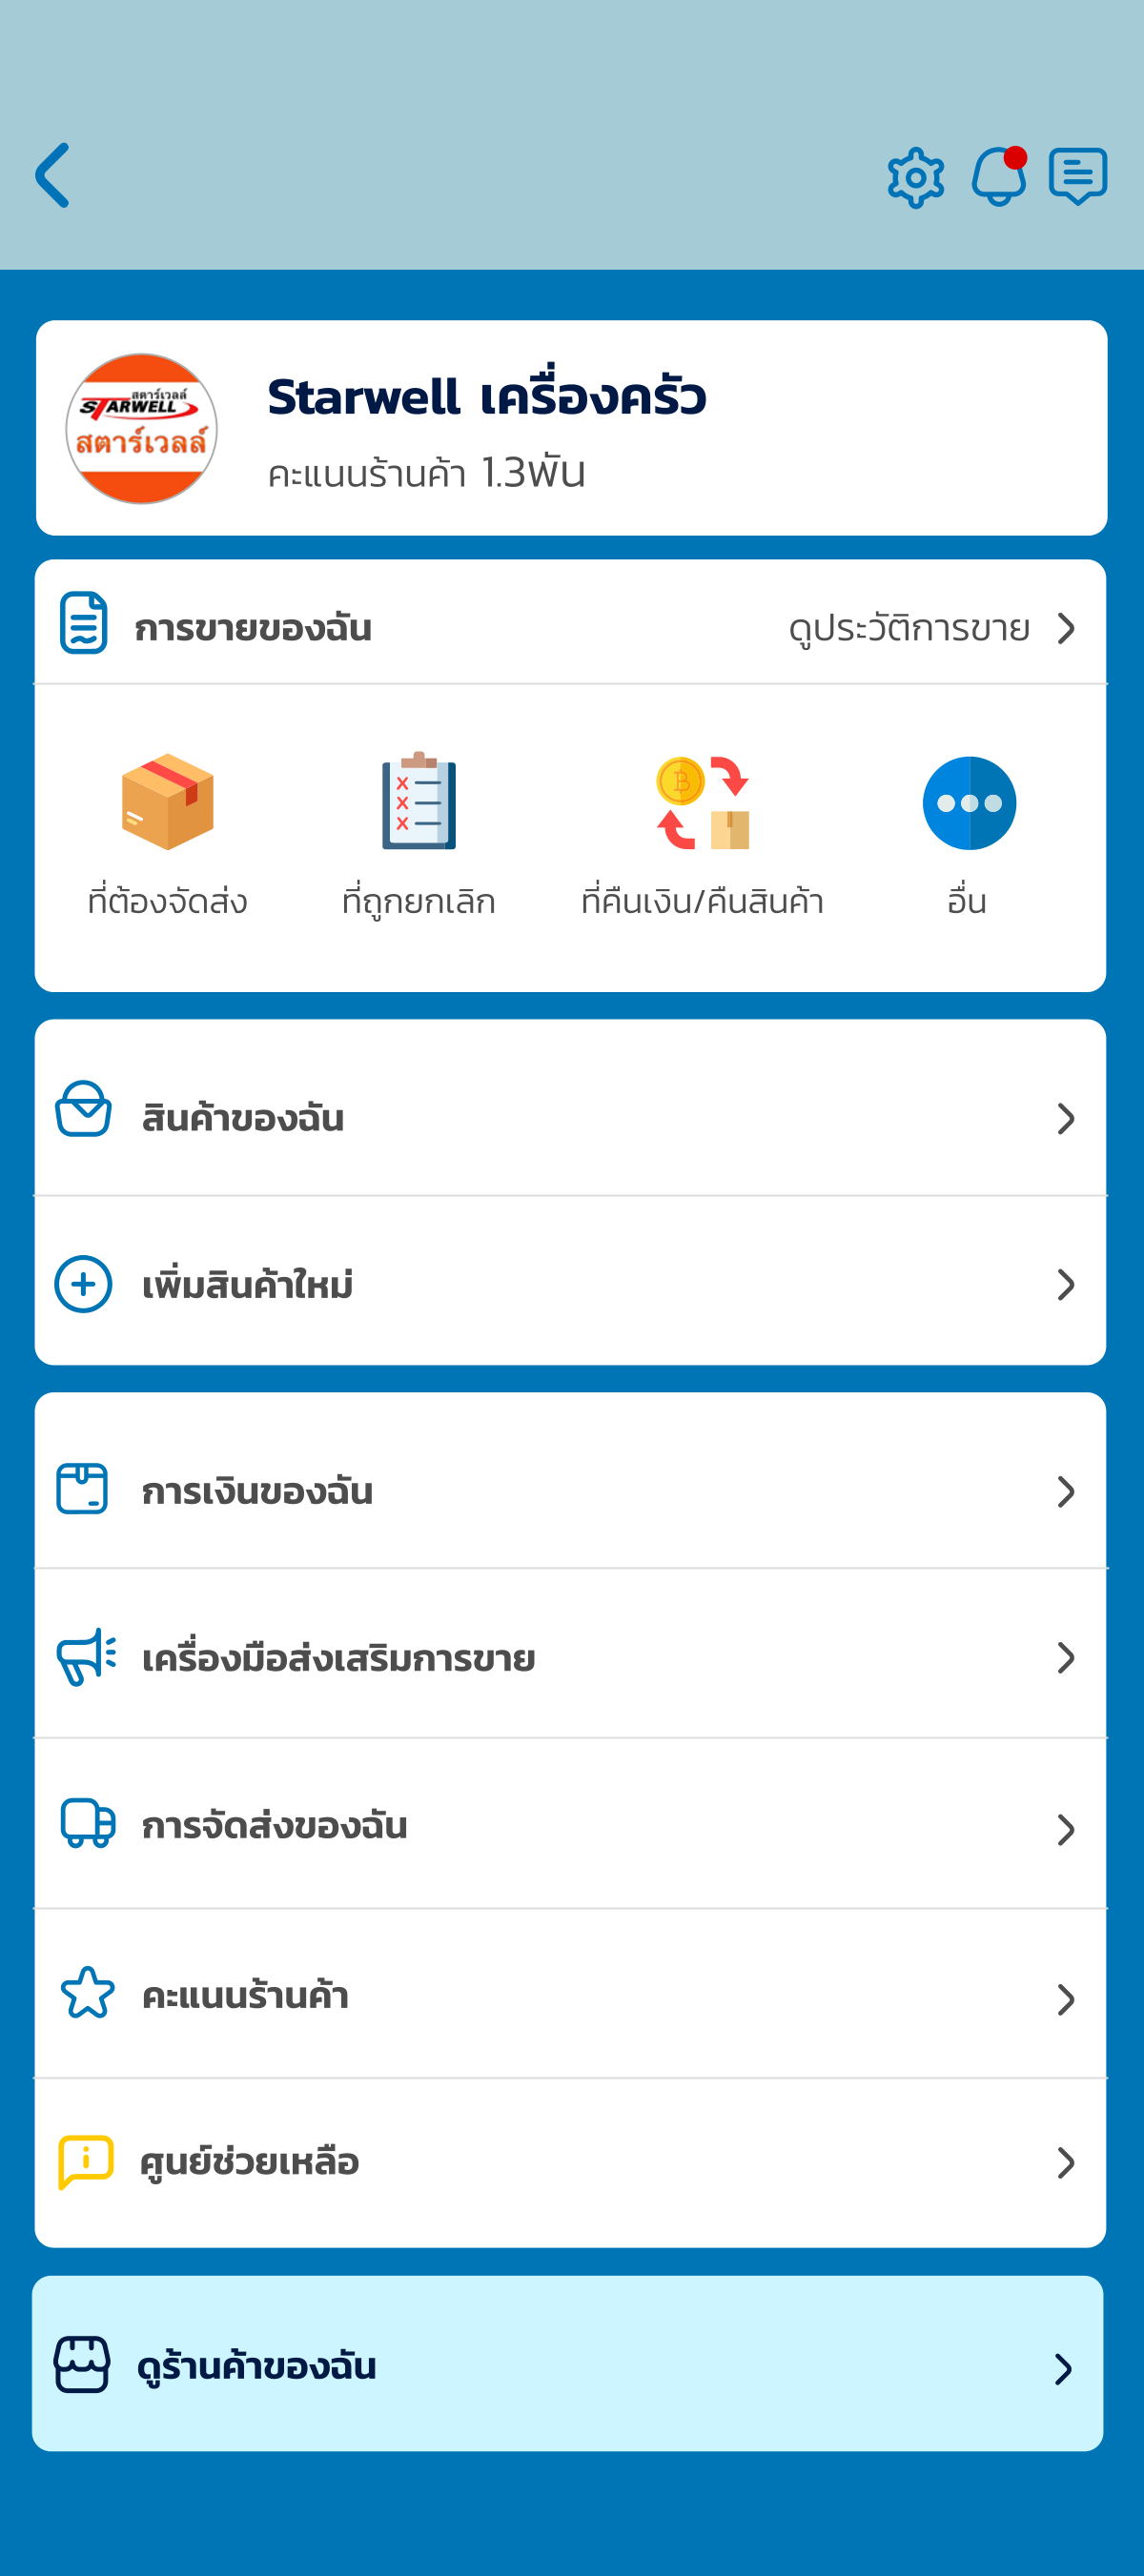 สตาร์เวลล์
STARWELL
สตาร์เวลล์
Starwell เครื่องครัว
คะแนนร้านค้า 1.3พัน
การขายของฉัน ดูประวัติการขาย
ที่ต้องจัดส่ง ที่ถูกยกเลิก ที่คืนเงิน/คืนสินค้า อื่น
สินค้าของฉัน
เพิ่มสินค้าใหม่
การเงินของฉัน
เครื่องมือส่งเสริมการขาย
การจัดส่งของฉัน
คะแนนร้านค้า
ศูนย์ช่วยเหลือ
ดูร้านค้าของฉัน